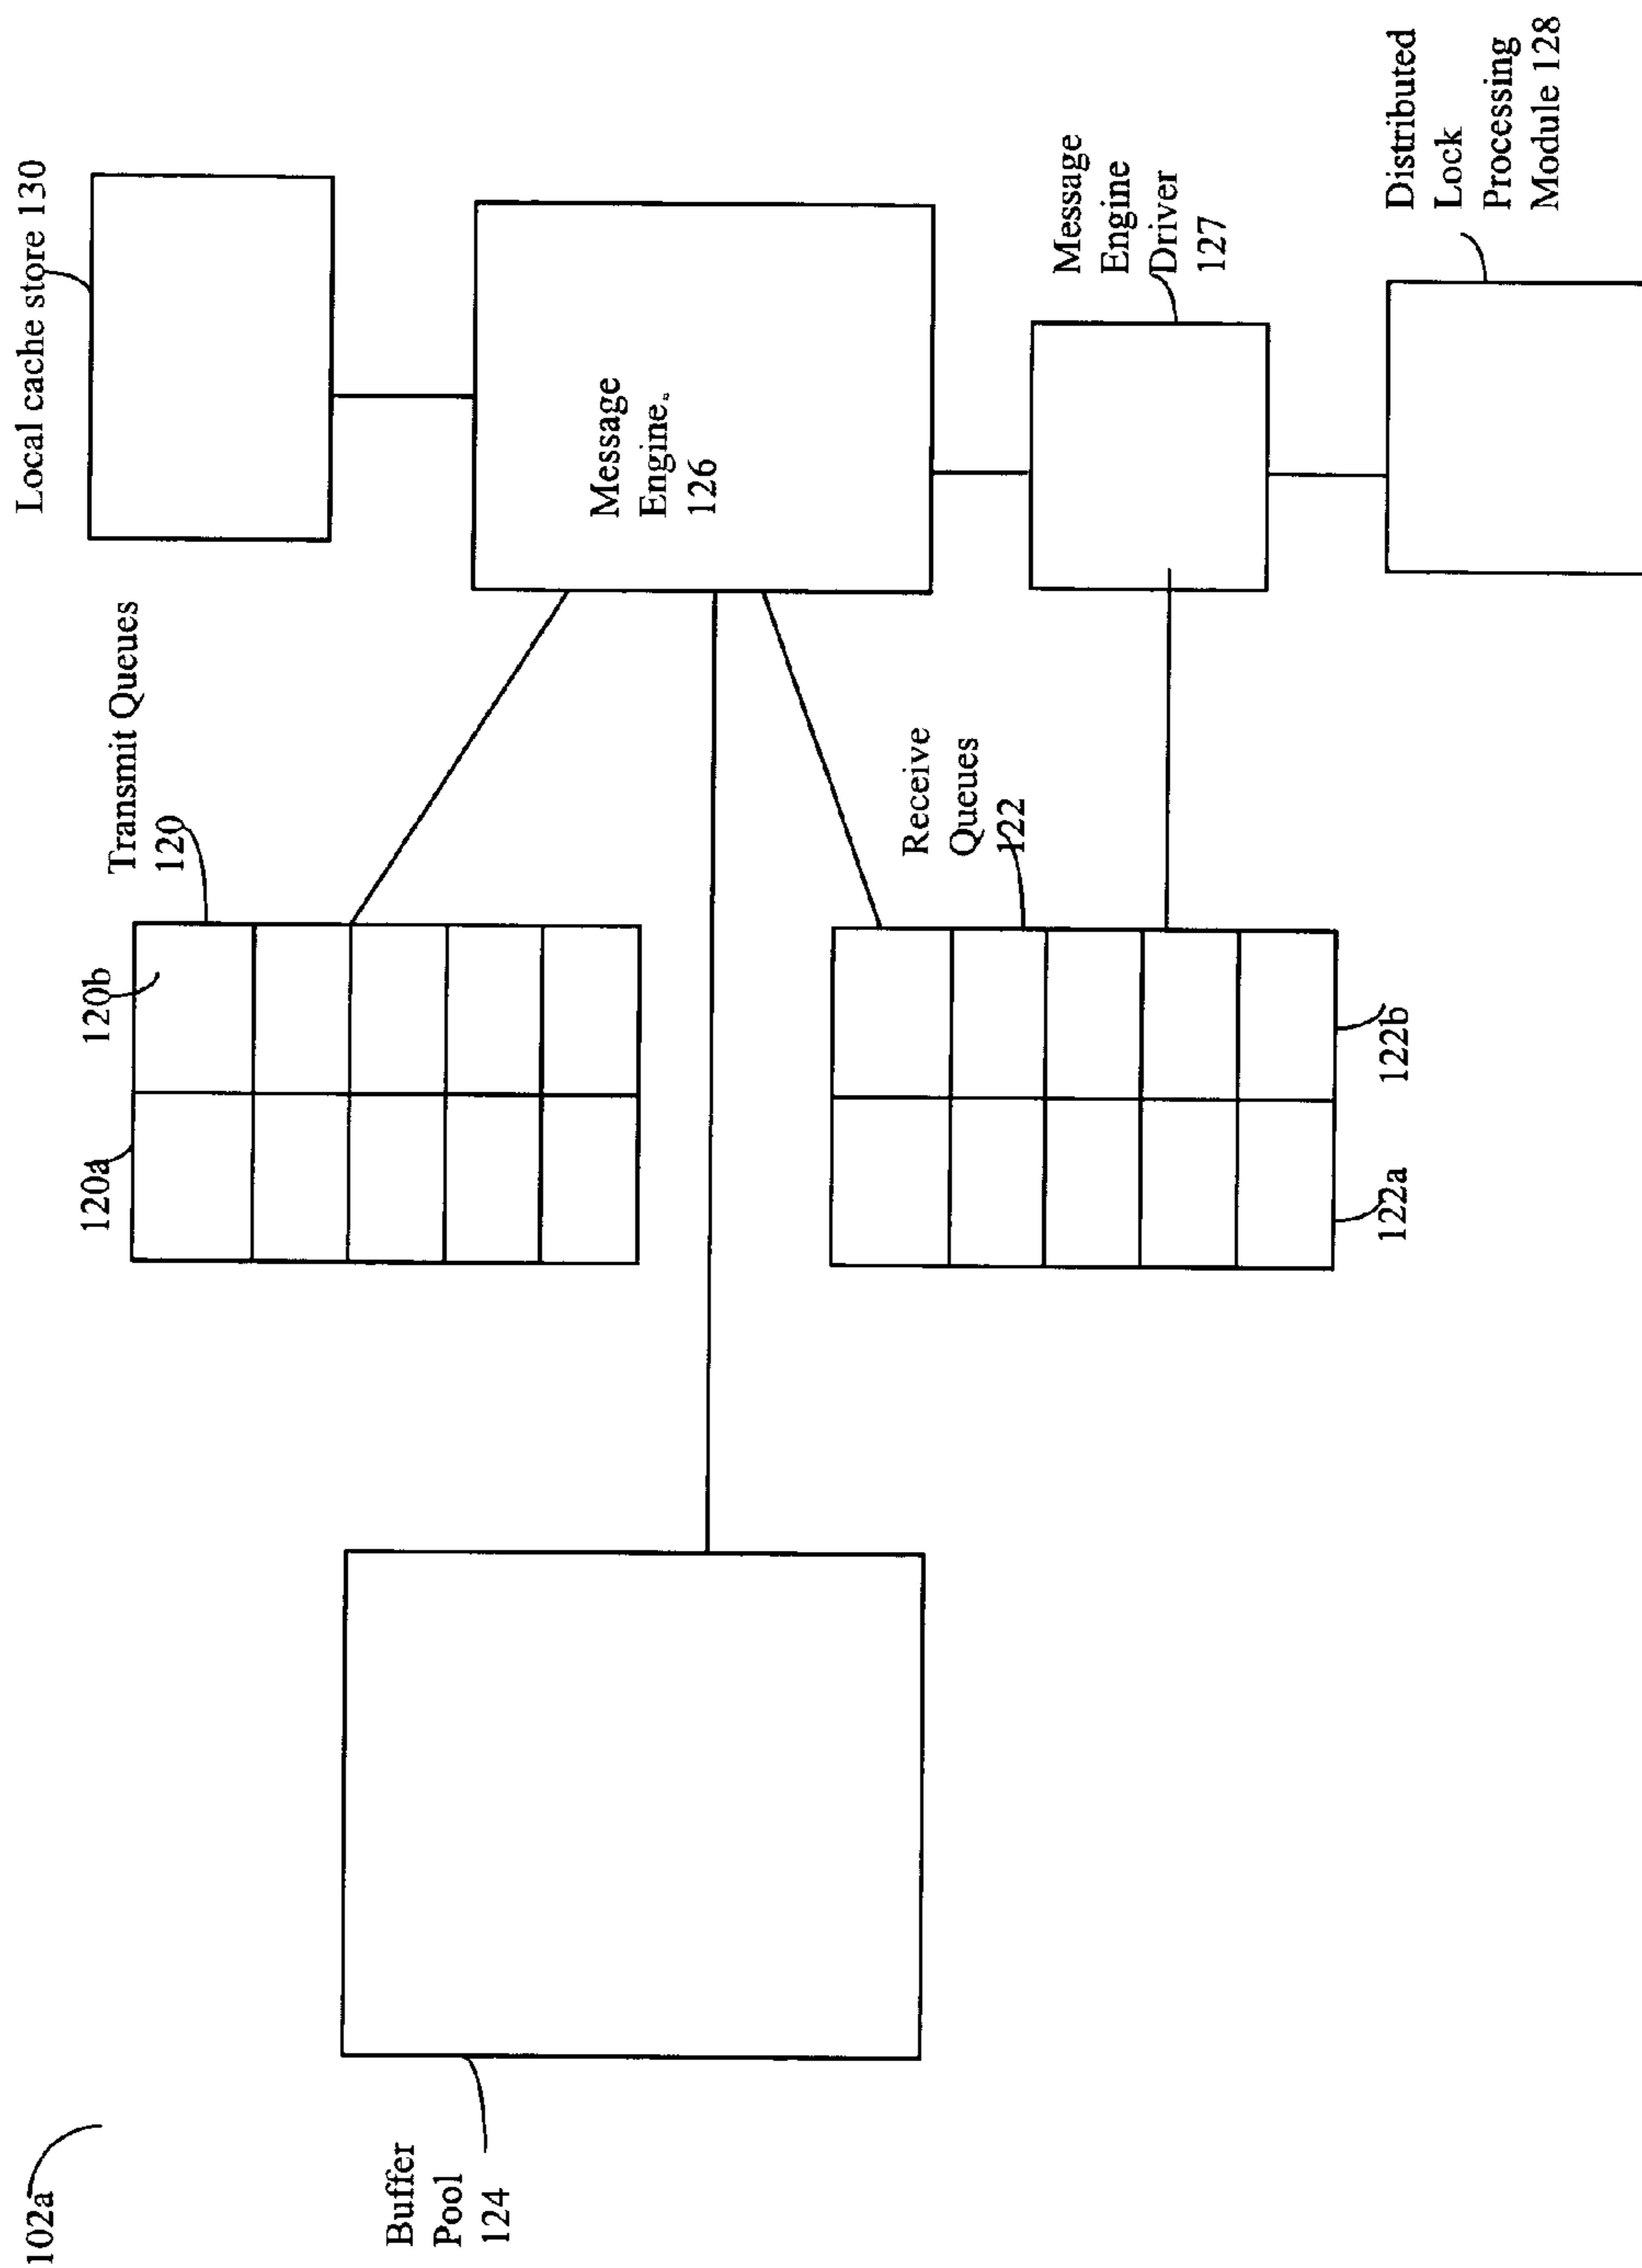 102a
Buffer
Pool
124
120a
120b
Transmit Queues
120
Local cache store 130
Message
Engine
126
Receive
Queues
122
122a
122b
Message
Engine
Driver
127
Distributed
Lock
Processing
Module 128